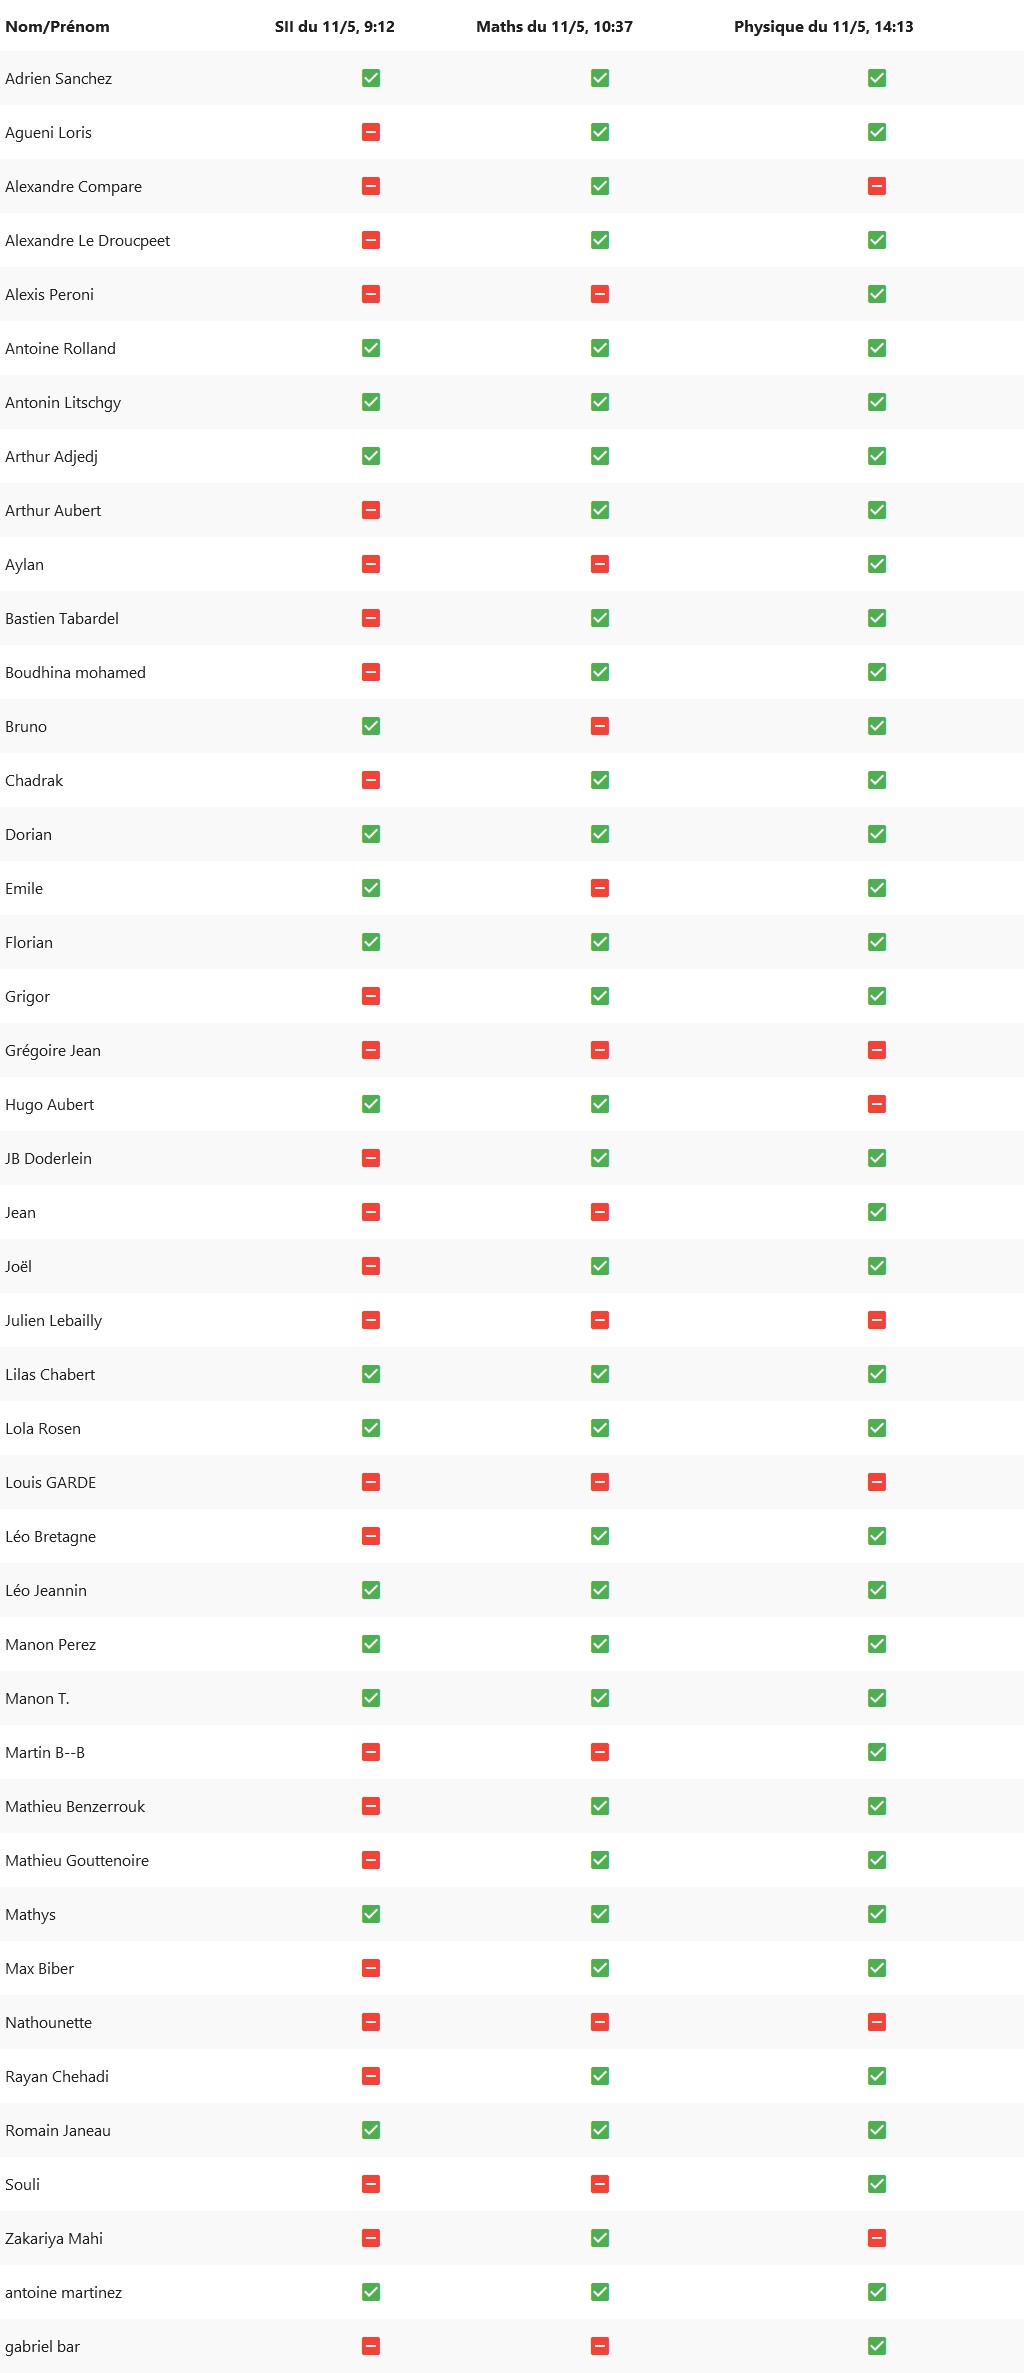 Nom/Prénom SII du 11/5, 9:12 Maths du 11/5, 10:37 Physique du 11/5, 14:13
Adrien Sanchez
Agueni Loris
Alexandre Compare
Alexandre Le Droucpeet
Alexis Peroni
Antoine Rolland
Antonin Litschgy
Arthur Adjedj
Arthur Aubert
Aylan
Bastien Tabardel
Boudhina mohamed
Bruno
Chadrak
Dorian
Emile
Florian
Grigor
Grégoire Jean
Hugo Aubert
JB Doderlein
Jean
Joël
Julien Lebailly
Lilas Chabert
Lola Rosen
Louis GARDE
Léo Bretagne
Léo Jeannin
Manon Perez
Manon T.
Martin B--B
Mathieu Benzerrouk
Mathieu Gouttenoire
Mathys
Max Biber
Nathounette
Rayan Chehadi
Romain Janeau
Souli
Zakariya Mahi
antoine martinez
gabriel bar